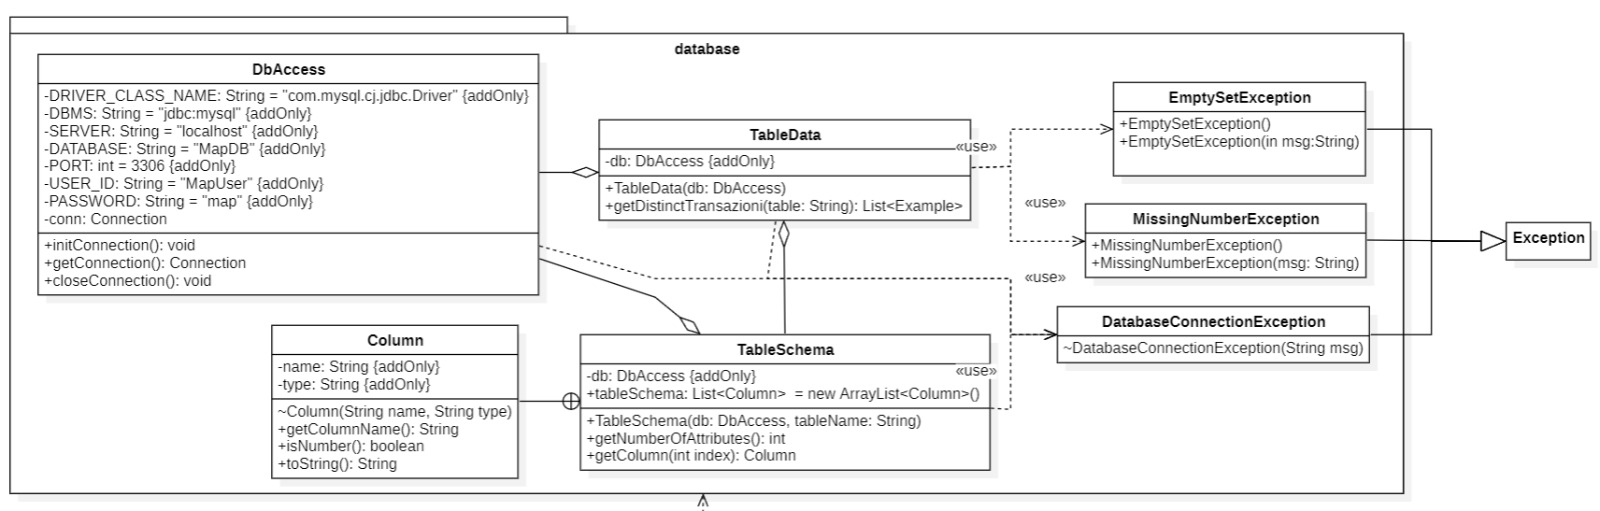 database
DbAccess
-DRIVER_CLASS_NAME: String = "com.mysql.cj.jdbc.Driver" {addOnly}
-DBMS: String = "jdbc:mysql" {addOnly}
-SERVER: String = "localhost" {addOnly}
-DATABASE: String = "MapDB" {addOnly}
-PORT: int = 3306 {addOnly}
-USER_ID: String = "MapUser" {addOnly}
-PASSWORD: String = "map" {addOnly}
-conn: Connection
+initConnection(): void
+getConnection(): Connection
+closeConnection(): void
TableData
-db: DbAccess {addOnly}
+TableData(db: DbAccess)
+getDistinctTransazioni(table: String): List<Example>
«use»
EmptySetException
+EmptySetException()
+EmptySetException(in msg:String)
«use»
MissingNumberException
+MissingNumberException()
+MissingNumberException(msg: String)
Exception
«use»
DatabaseConnectionException
~DatabaseConnectionException(String msg)
Column
-name: String {addOnly}
-type: String {addOnly}
~Column(String name, String type)
+getColumnName(): String
+isNumber(): boolean
+toString(): String
TableSchema
-db: DbAccess {addOnly}
«use»
+tableSchema: List<Column> = new ArrayList<Column>()
+TableSchema(db: DbAccess, tableName: String)
+getNumberOfAttributes(): int
+getColumn(int index): Column